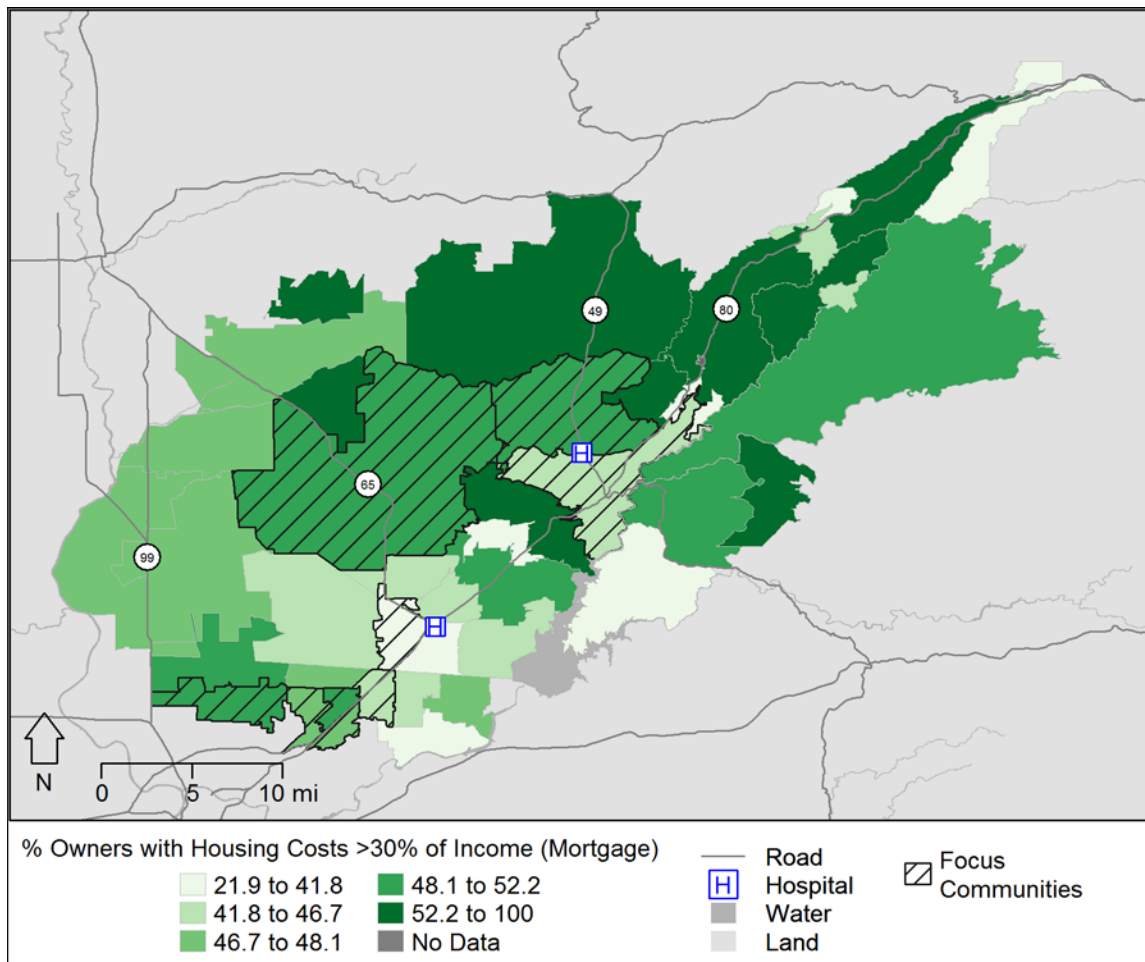 49
80
65
99
H
H
N
0 5 10 mi
% Owners with Housing Costs >30% of Income (Mortgage)
21.9 to 41.8
41.8 to 46.7
46.7 to 48.1
48.1 to 52.2
52.2 to 100
No Data
Road
H Hospital
Water
Land
Focus
Communities